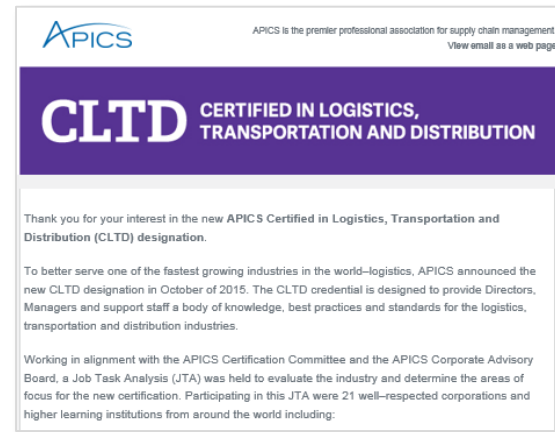 APICS
APICS is the premier professional association for supply chain management
View email as a web page
CLTD
CERTIFIED IN LOGISTICS,
TRANSPORTATION AND DISTRIBUTION
Thank you for your interest in the new APICS Certified in Logistics, Transportation and
Distribution (CLTD) designation.
To better serve one of the fastest growing industries in the world–logistics, APICS announced the
new CLTD designation in October of 2015. The CLTD credential is designed to provide Directors,
Managers and support staff a body of knowledge, best practices and standards for the logistics,
transportation and distribution industries.
Working in alignment with the APICS Certification Committee and the APICS Corporate Advisory
Board, a Job Task Analysis (JTA) was held to evaluate the industry and determine the areas of
focus for the new certification. Participating in this JTA were 21 well–respected corporations and
higher learning institutions from around the world including: